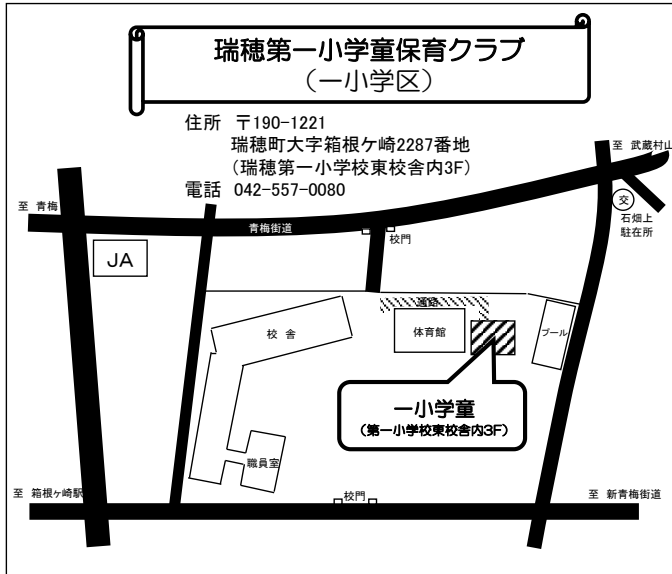 瑞穂第一小学童保育クラブ
(一小学区)
住所 〒190-1221
瑞穂町大字箱根ケ崎2287番地
(瑞穂第一小学校東校舎内3F)
電話 042-557-0080
至 武蔵村山
至 青梅
青梅街道
校門
交
石畑上
駐在所
JA
通路
校 舎
体育館
プール
一小学童
(第一小学校東校舎内3F)
職員室
至 箱根ヶ崎駅
校門
至 新青梅街道